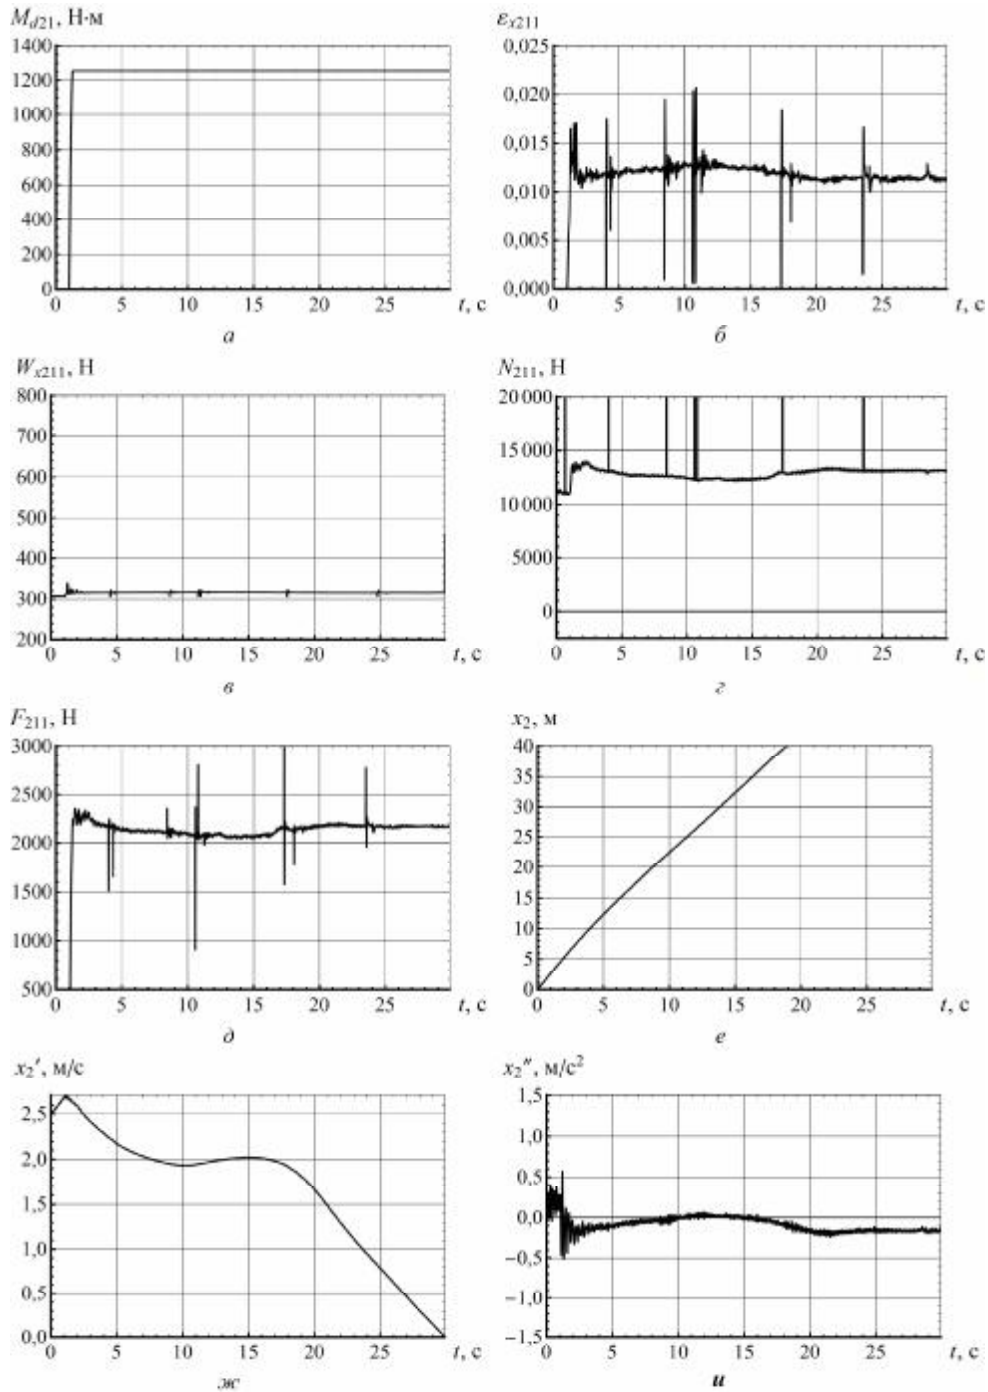 M_d21, Н·м
1400
1200
1000
800
600
400
200
0
0 5 10 15 20 25 t, с
а
ε_x211
0,025
0,020
0,015
0,010
0,005
0,000
0 5 10 15 20 25 t, с
б
W_x211, Н
800
700
600
500
400
300
200
0 5 10 15 20 25 t, с
в
N_211, Н
20 000
15 000
10 000
5000
0
0 5 10 15 20 25 t, с
г
F_211, Н
3000
2500
2000
1500
1000
500
0 5 10 15 20 25 t, с
д
x_2, м
40
35
30
25
20
15
10
5
0
0 5 10 15 20 25 t, с
е
x_2′, м/с
2,5
2,0
1,5
1,0
0,5
0,0
0 5 10 15 20 25 t, с
ж
x_2″, м/с²
1,5
1,0
0,5
0,0
−0,5
−1,0
−1,5
0 5 10 15 20 25 t, с
и